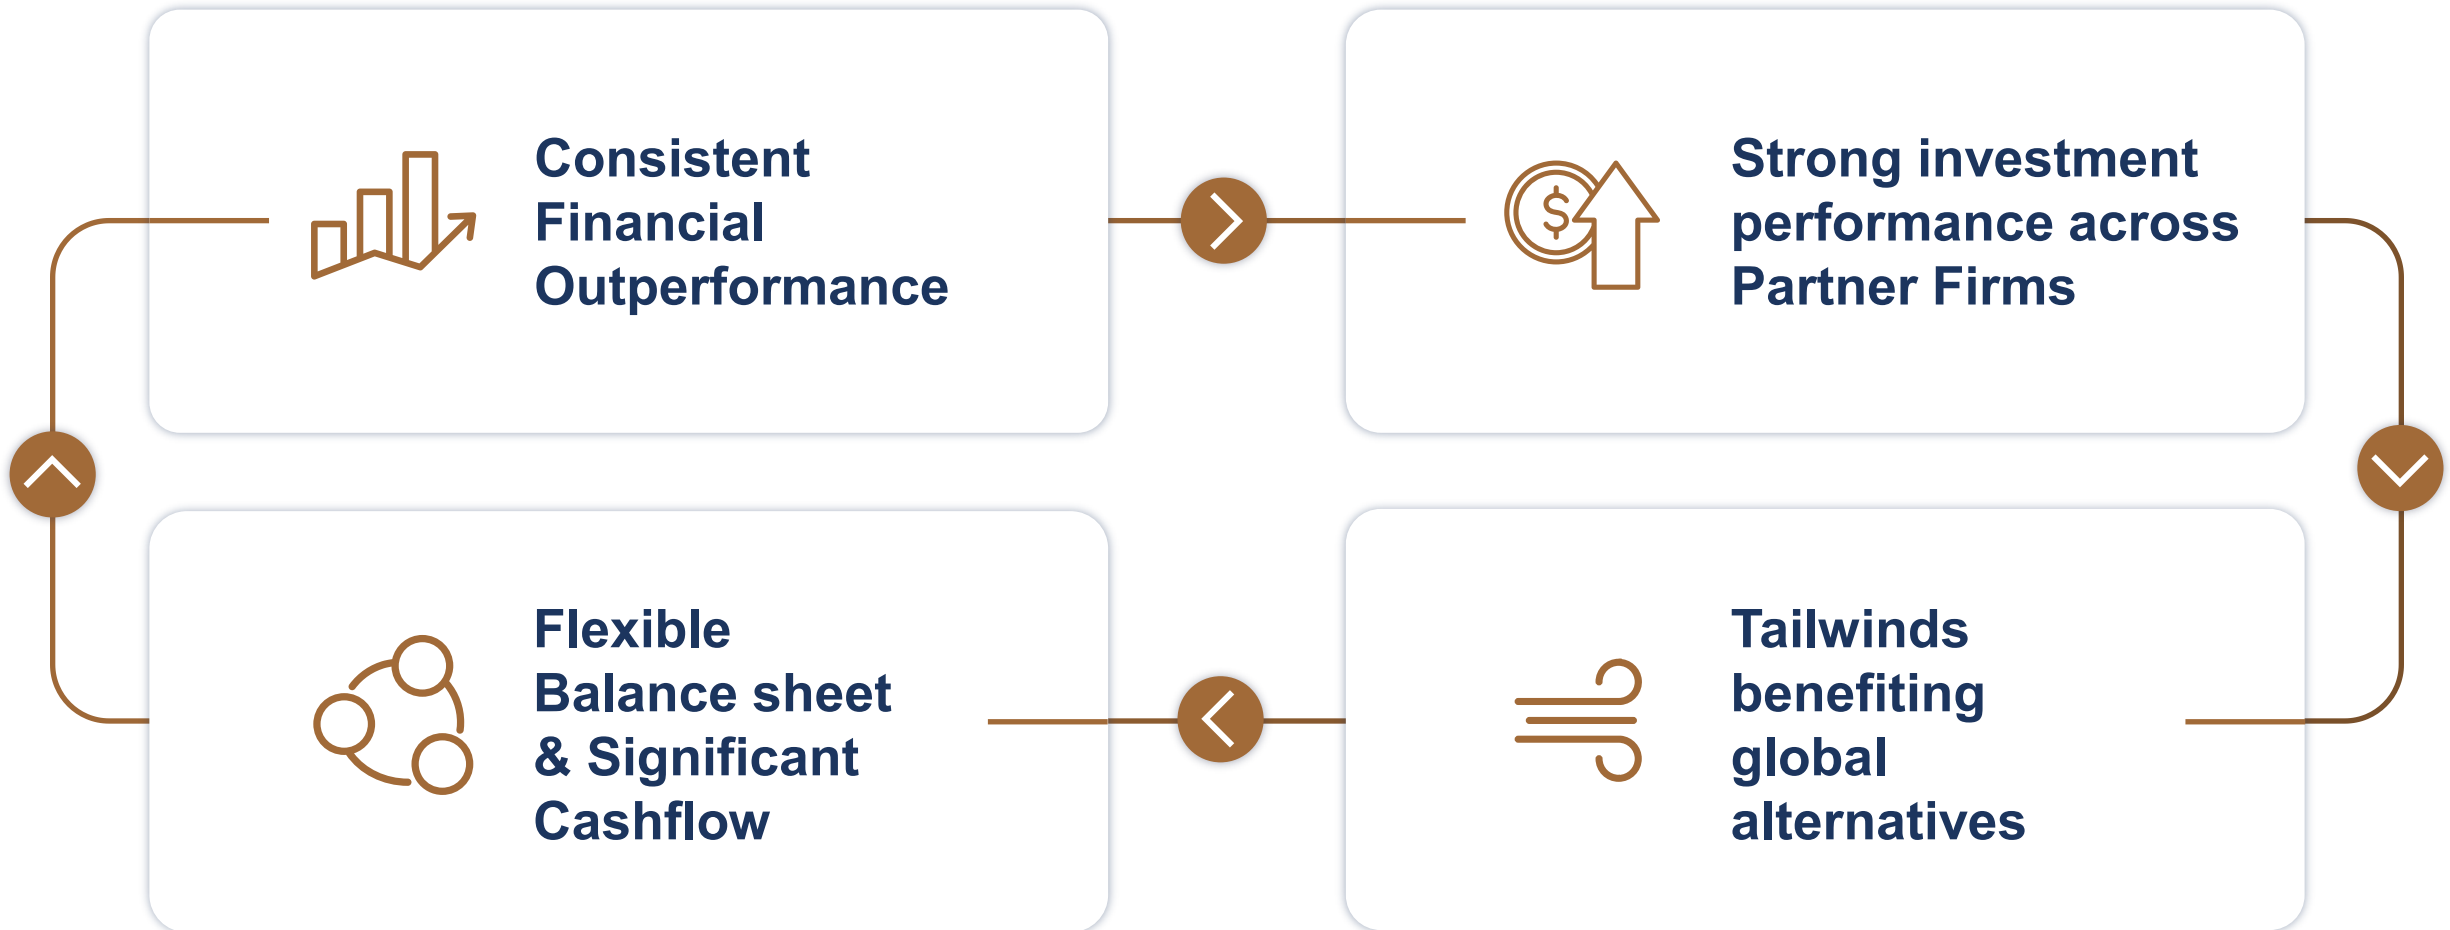 Consistent
Financial
Outperformance
Strong investment
performance across
Partner Firms
Flexible
Balance sheet
& Significant
Cashflow
Tailwinds
benefiting
global
alternatives